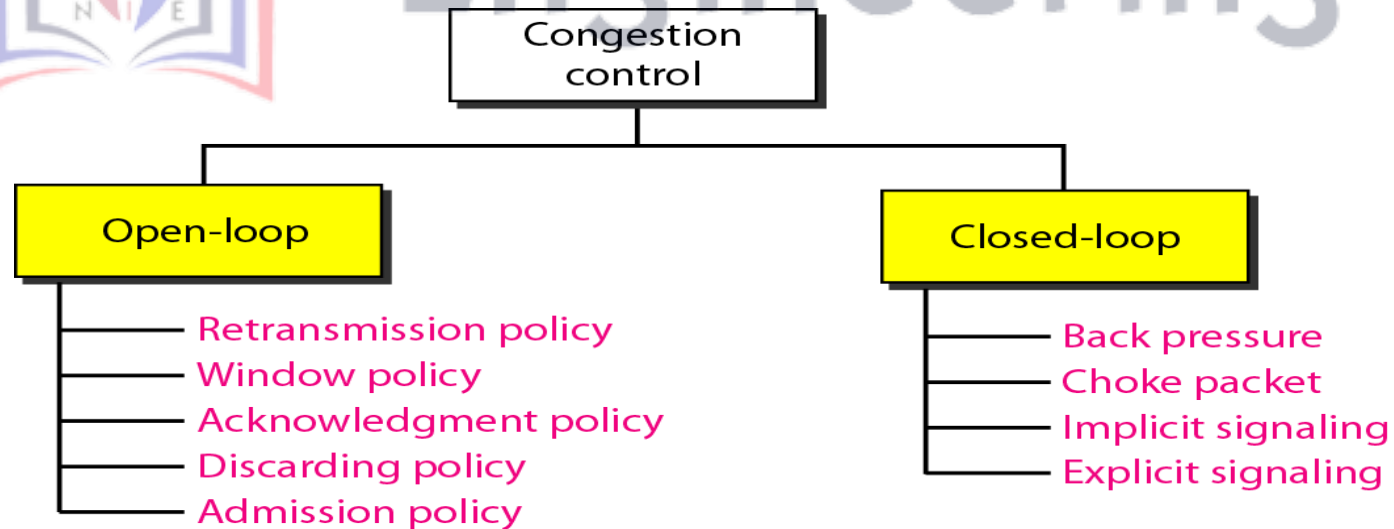 N I E
Engineering
Congestion
control
Open-loop
Closed-loop
Retransmission policy
Window policy
Acknowledgment policy
Discarding policy
Admission policy
Back pressure
Choke packet
Implicit signaling
Explicit signaling